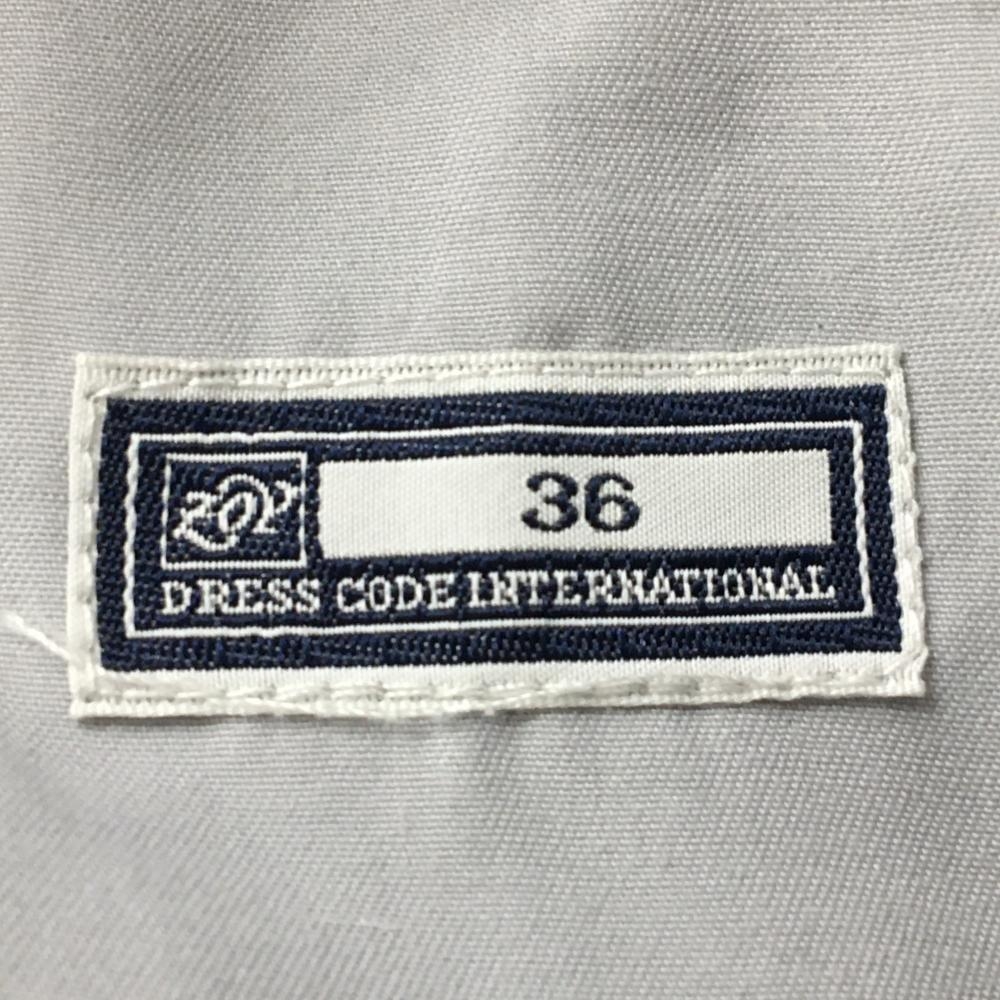 36
DRESS CODE INTERNATIONAL